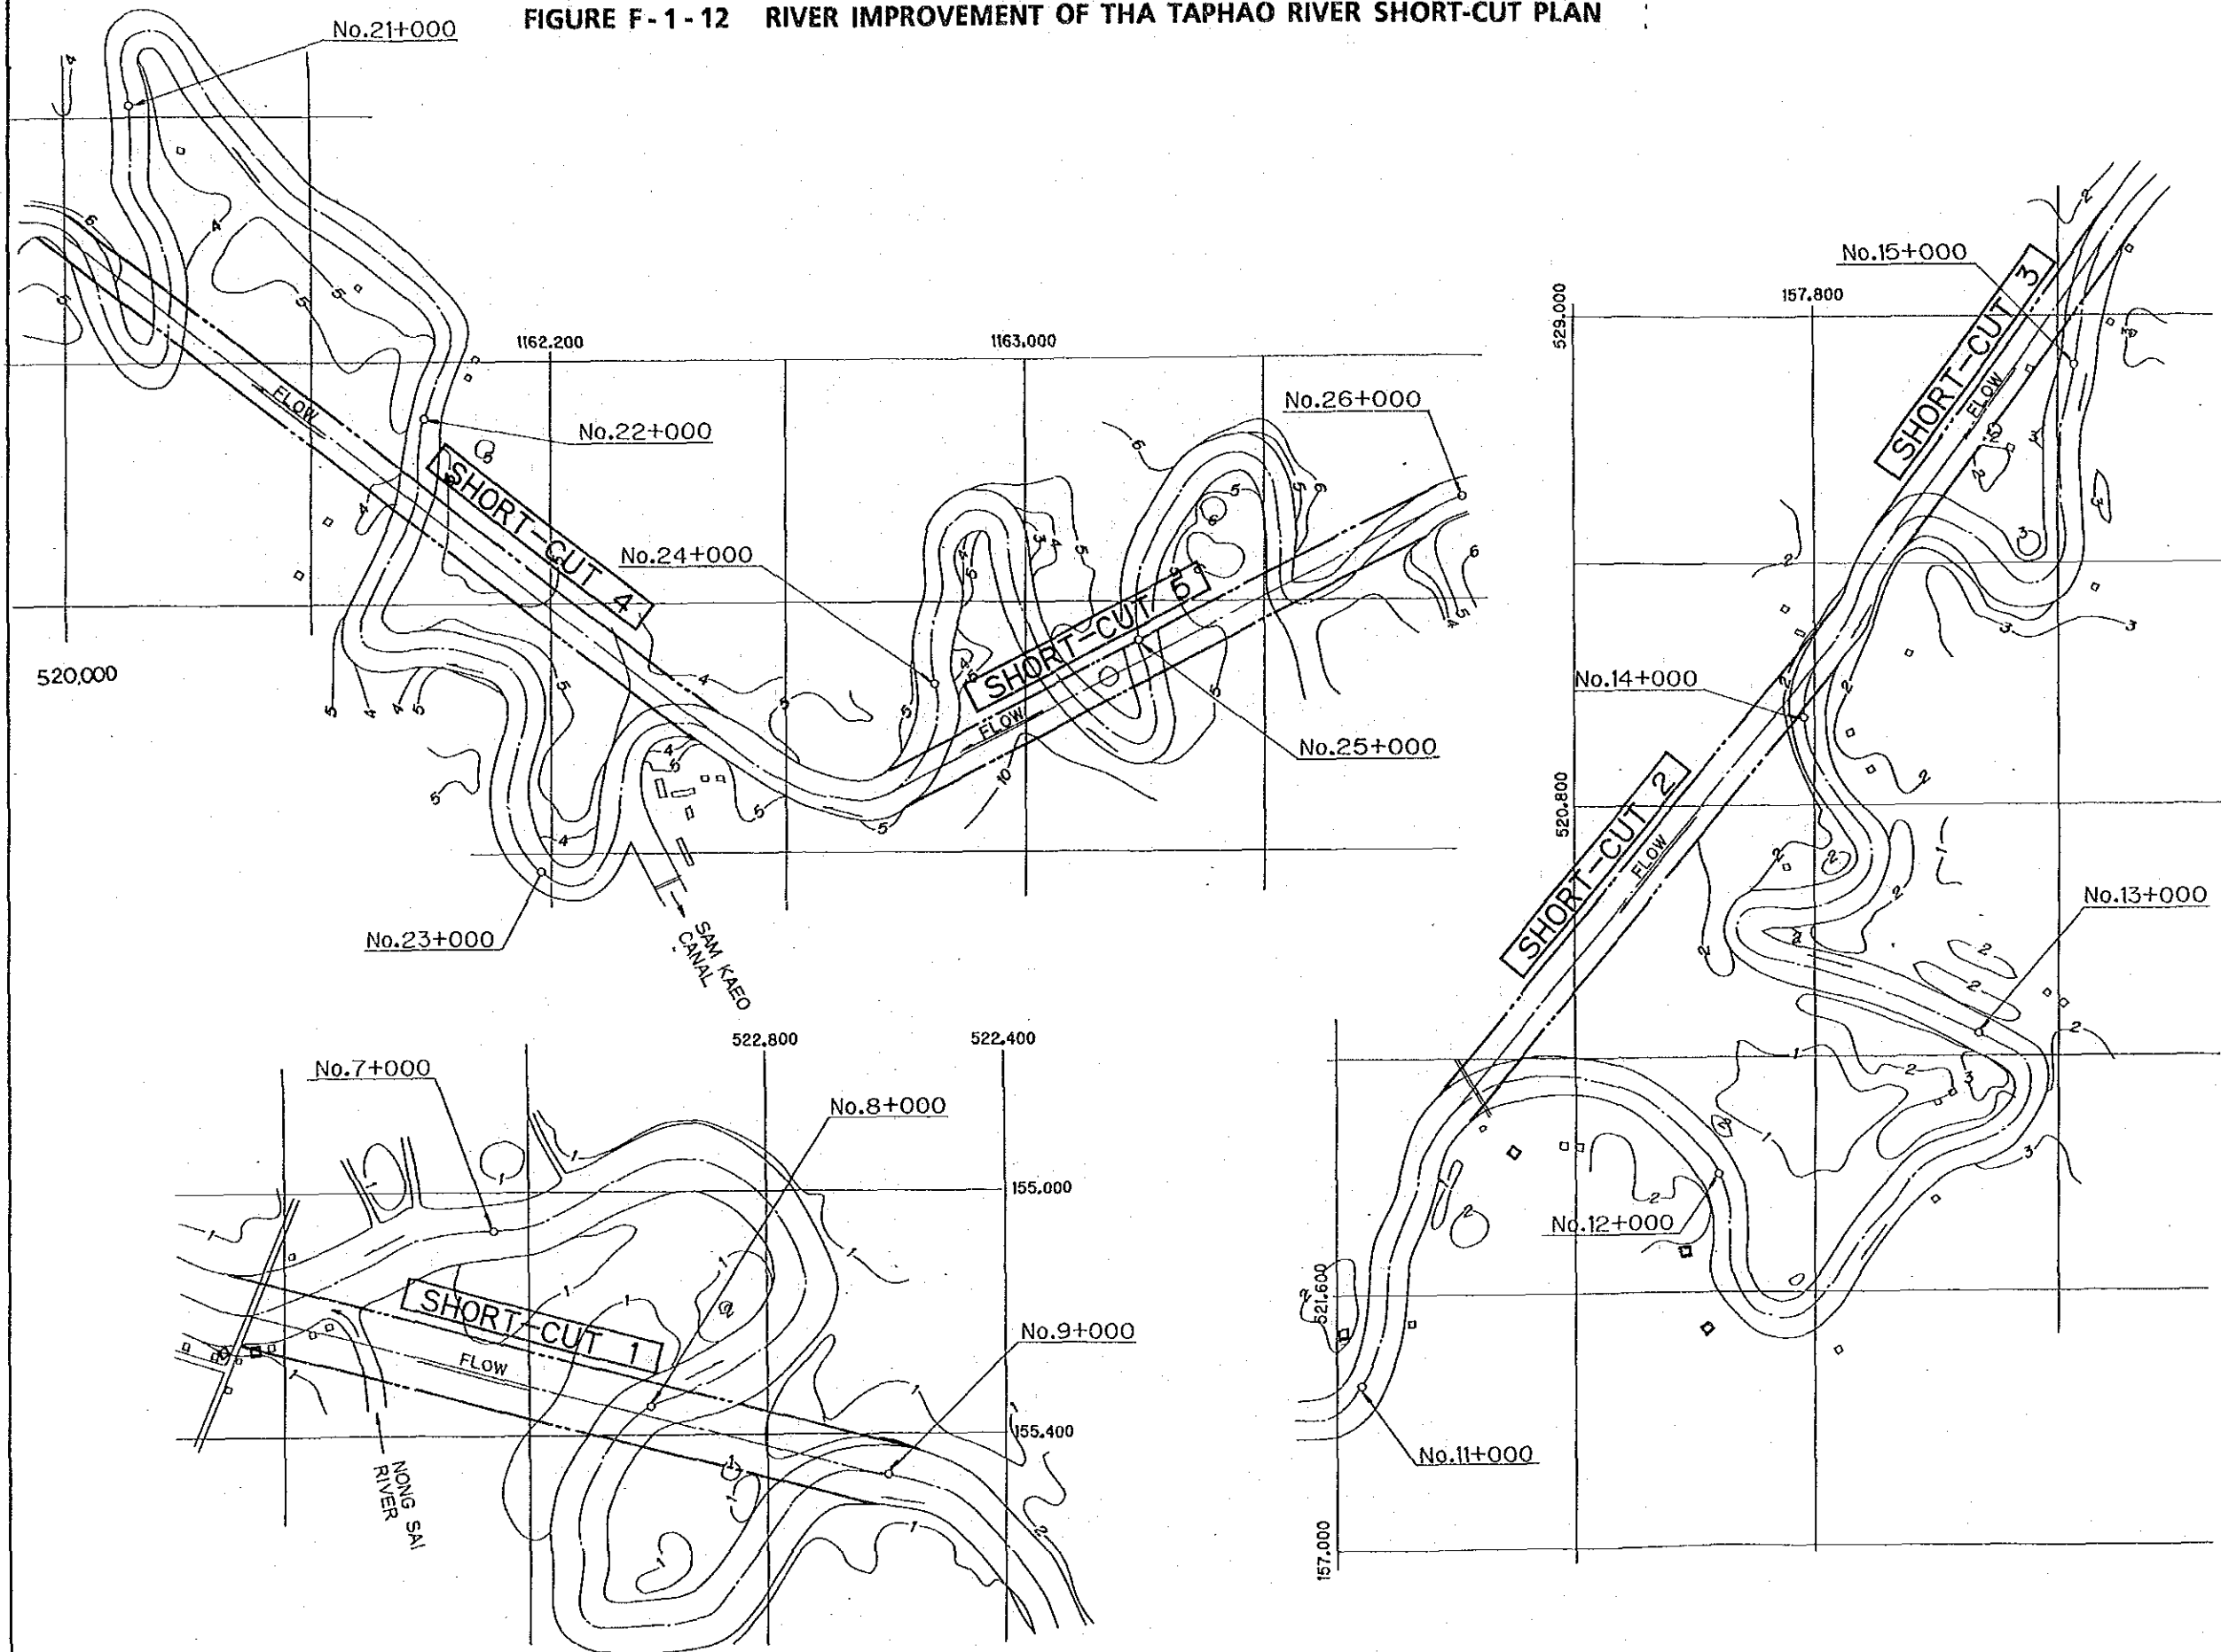 FIGURE F-1-12 RIVER IMPROVEMENT OF THA TAPHAO RIVER SHORT-CUT PLAN
No.21+000
1162.200
1163.000
No.22+000
No.26+000
SHORT-CUT 4
FLOW
No.24+000
SHORT-CUT 5
FLOW
No.25+000
520.000
No.23+000
SAM KAEO
CANAL
No.15+000
529.000
157.800
SHORT-CUT 3
FLOW
No.14+000
520.800
SHORT-CUT 2
FLOW
No.13+000
No.12+000
521.600
No.11+000
157.000
522.800
522.400
No.7+000
No.8+000
155.000
SHORT-CUT 1
FLOW
No.9+000
155.400
NONG SAI
RIVER